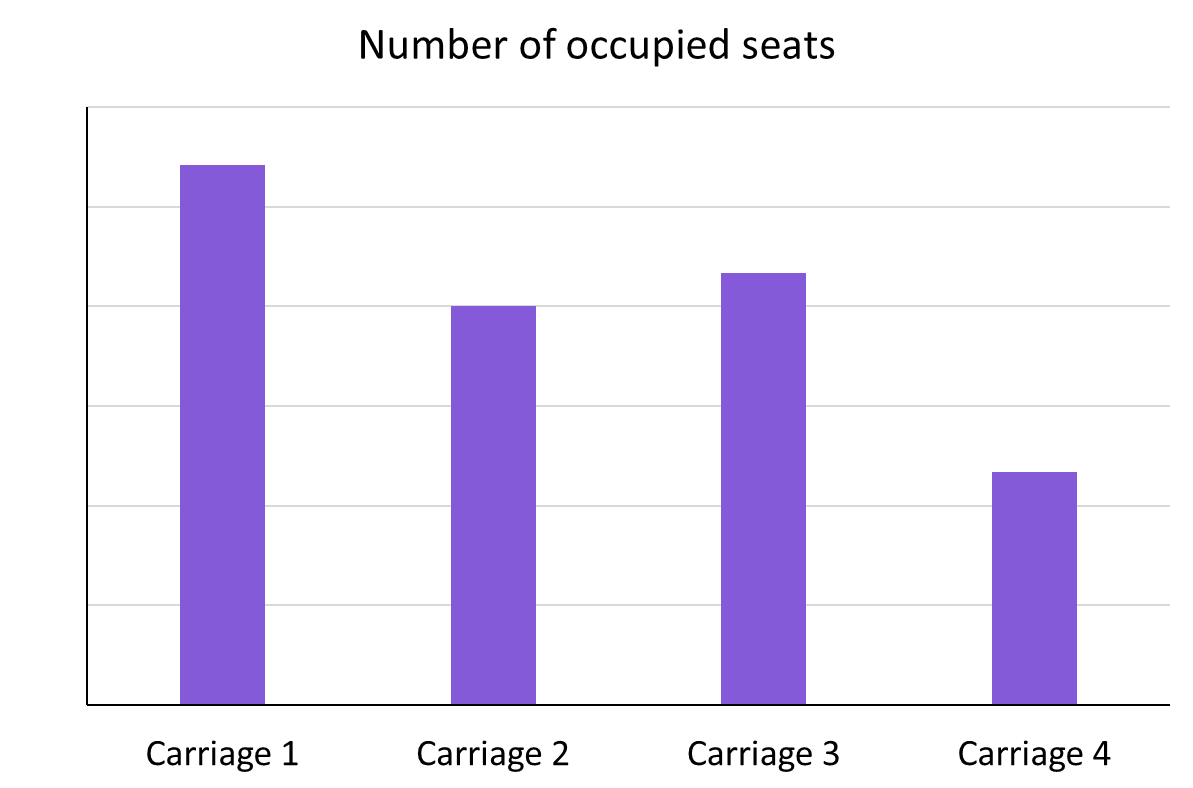 Number of occupied seats
Carriage 1
Carriage 2
Carriage 3
Carriage 4